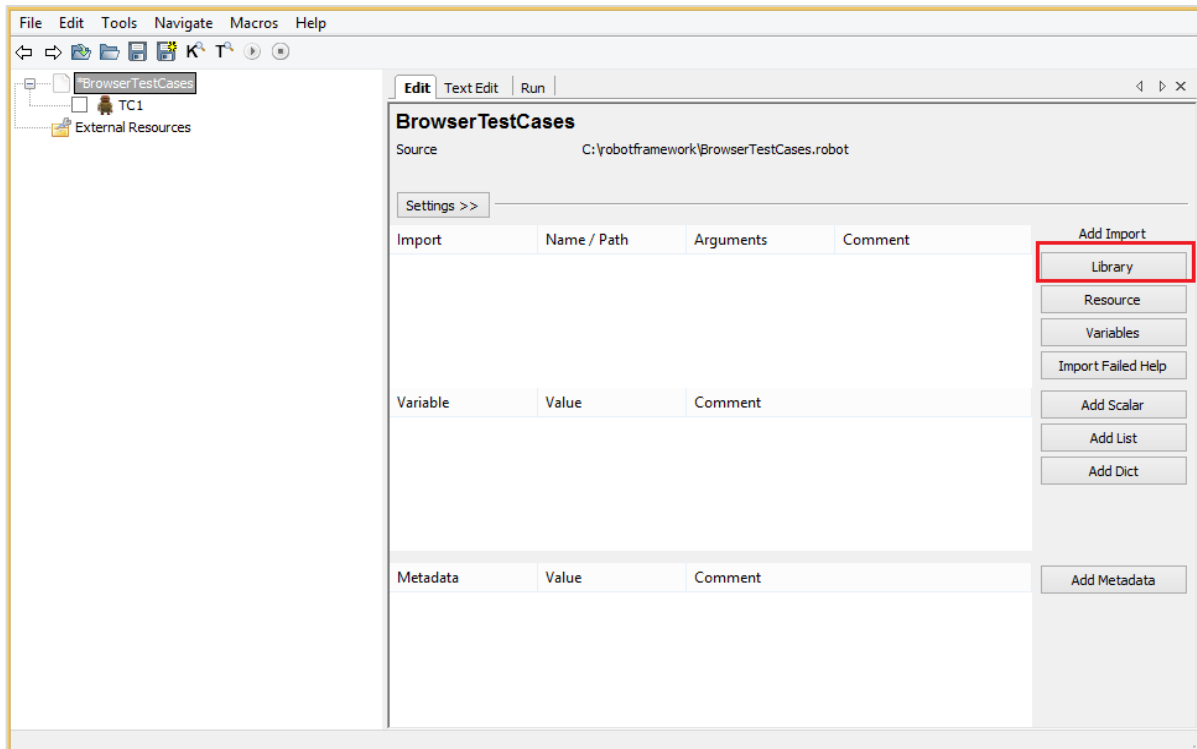 File Edit Tools Navigate Macros Help
*BrowserTestCases
TC1
External Resources
Edit Text Edit Run
BrowserTestCases
Source C:\robotframework\BrowserTestCases.robot
Settings >>
Import Name / Path Arguments Comment Add Import
Library
Resource
Variables
Import Failed Help
Variable Value Comment Add Scalar
Add List
Add Dict
Metadata Value Comment Add Metadata